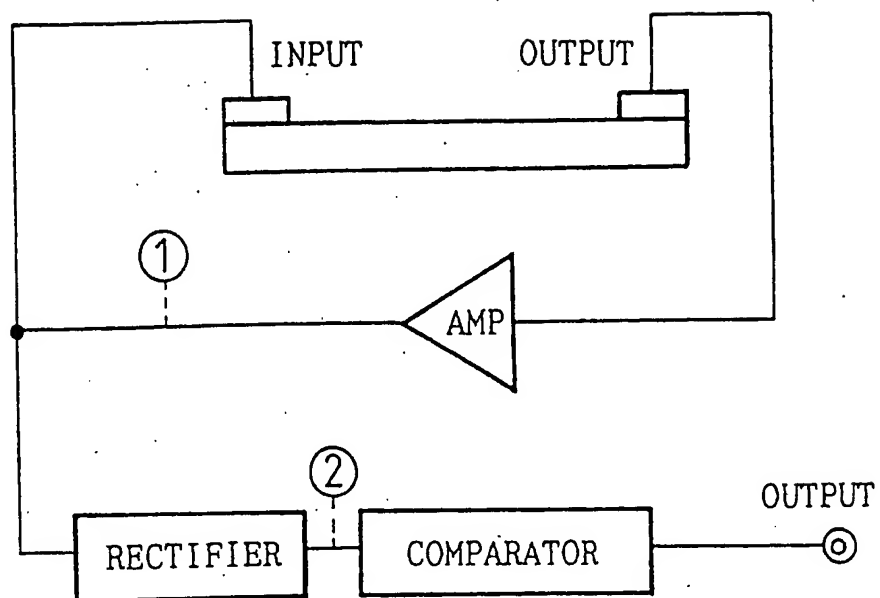 INPUT
OUTPUT
1
AMP
2
OUTPUT
RECTIFIER
COMPARATOR